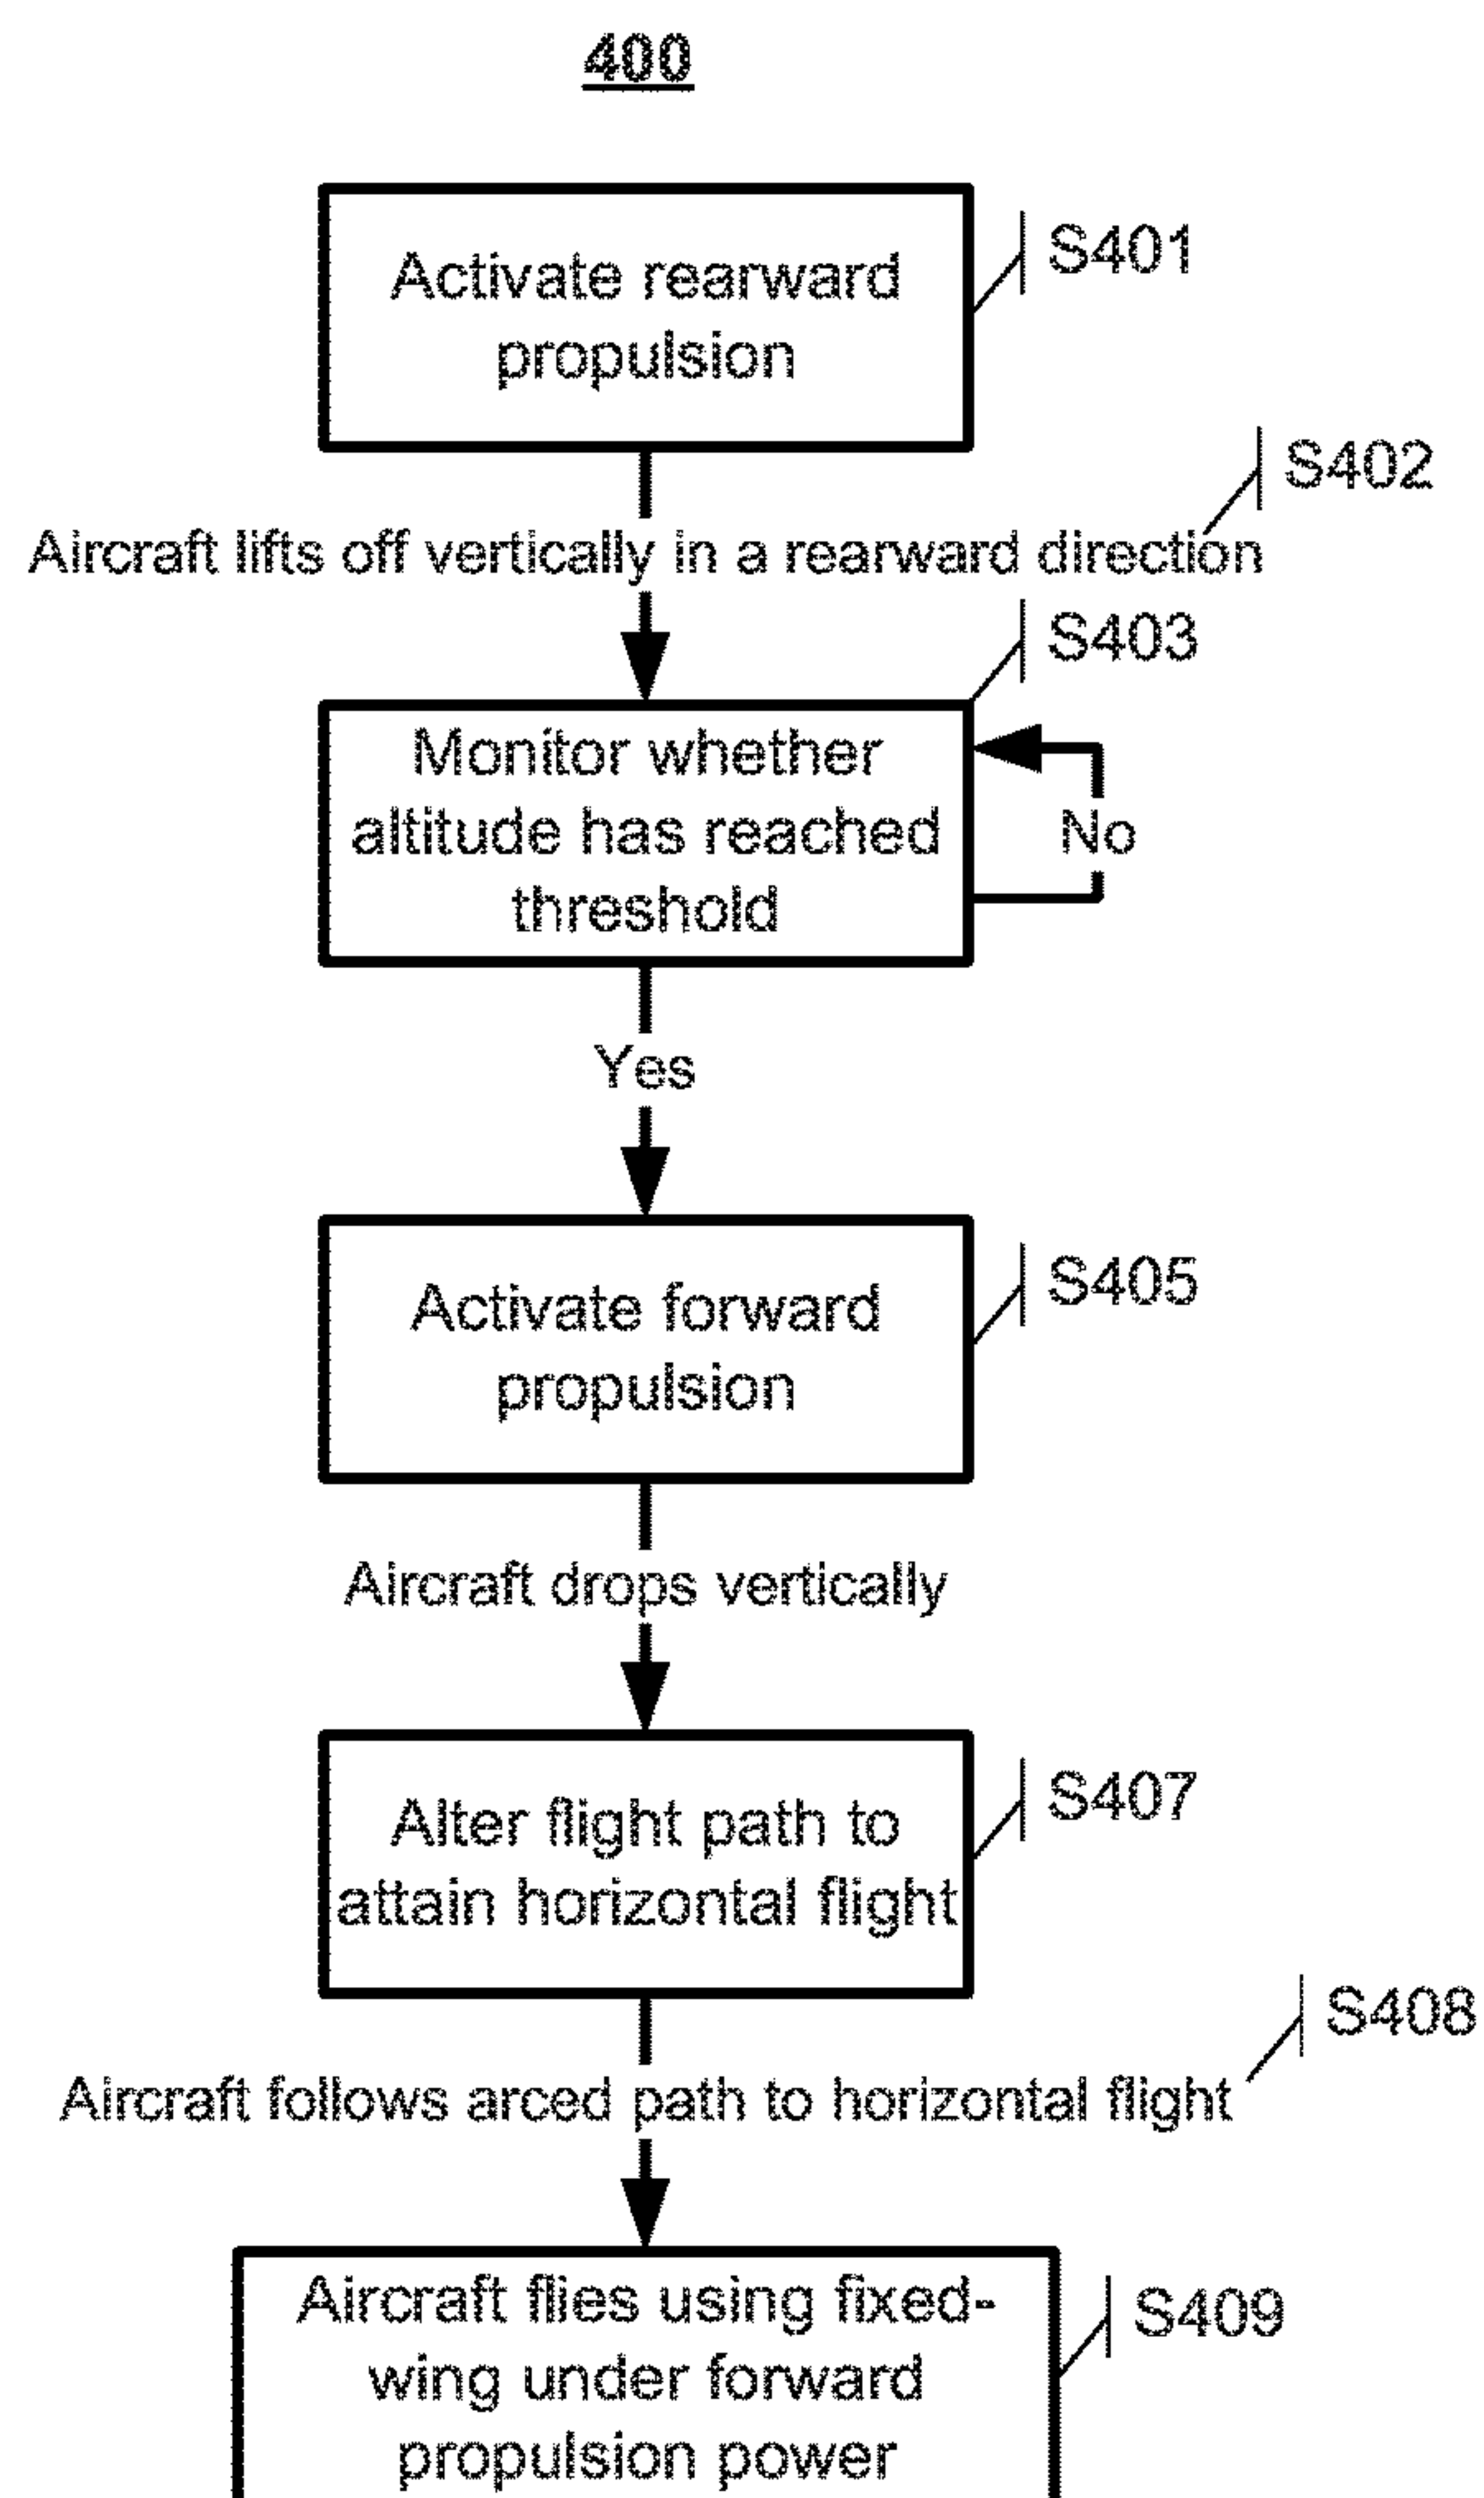 400
Activate rearward
propulsion
S401
S402
Aircraft lifts off vertically in a rearward direction
S403
Monitor whether
altitude has reached
threshold
No
Yes
Activate forward
propulsion
S405
Aircraft drops vertically
Alter flight path to
attain horizontal flight
S407
S408
Aircraft follows arced path to horizontal flight
Aircraft flies using fixed-
wing under forward
propulsion power
S409